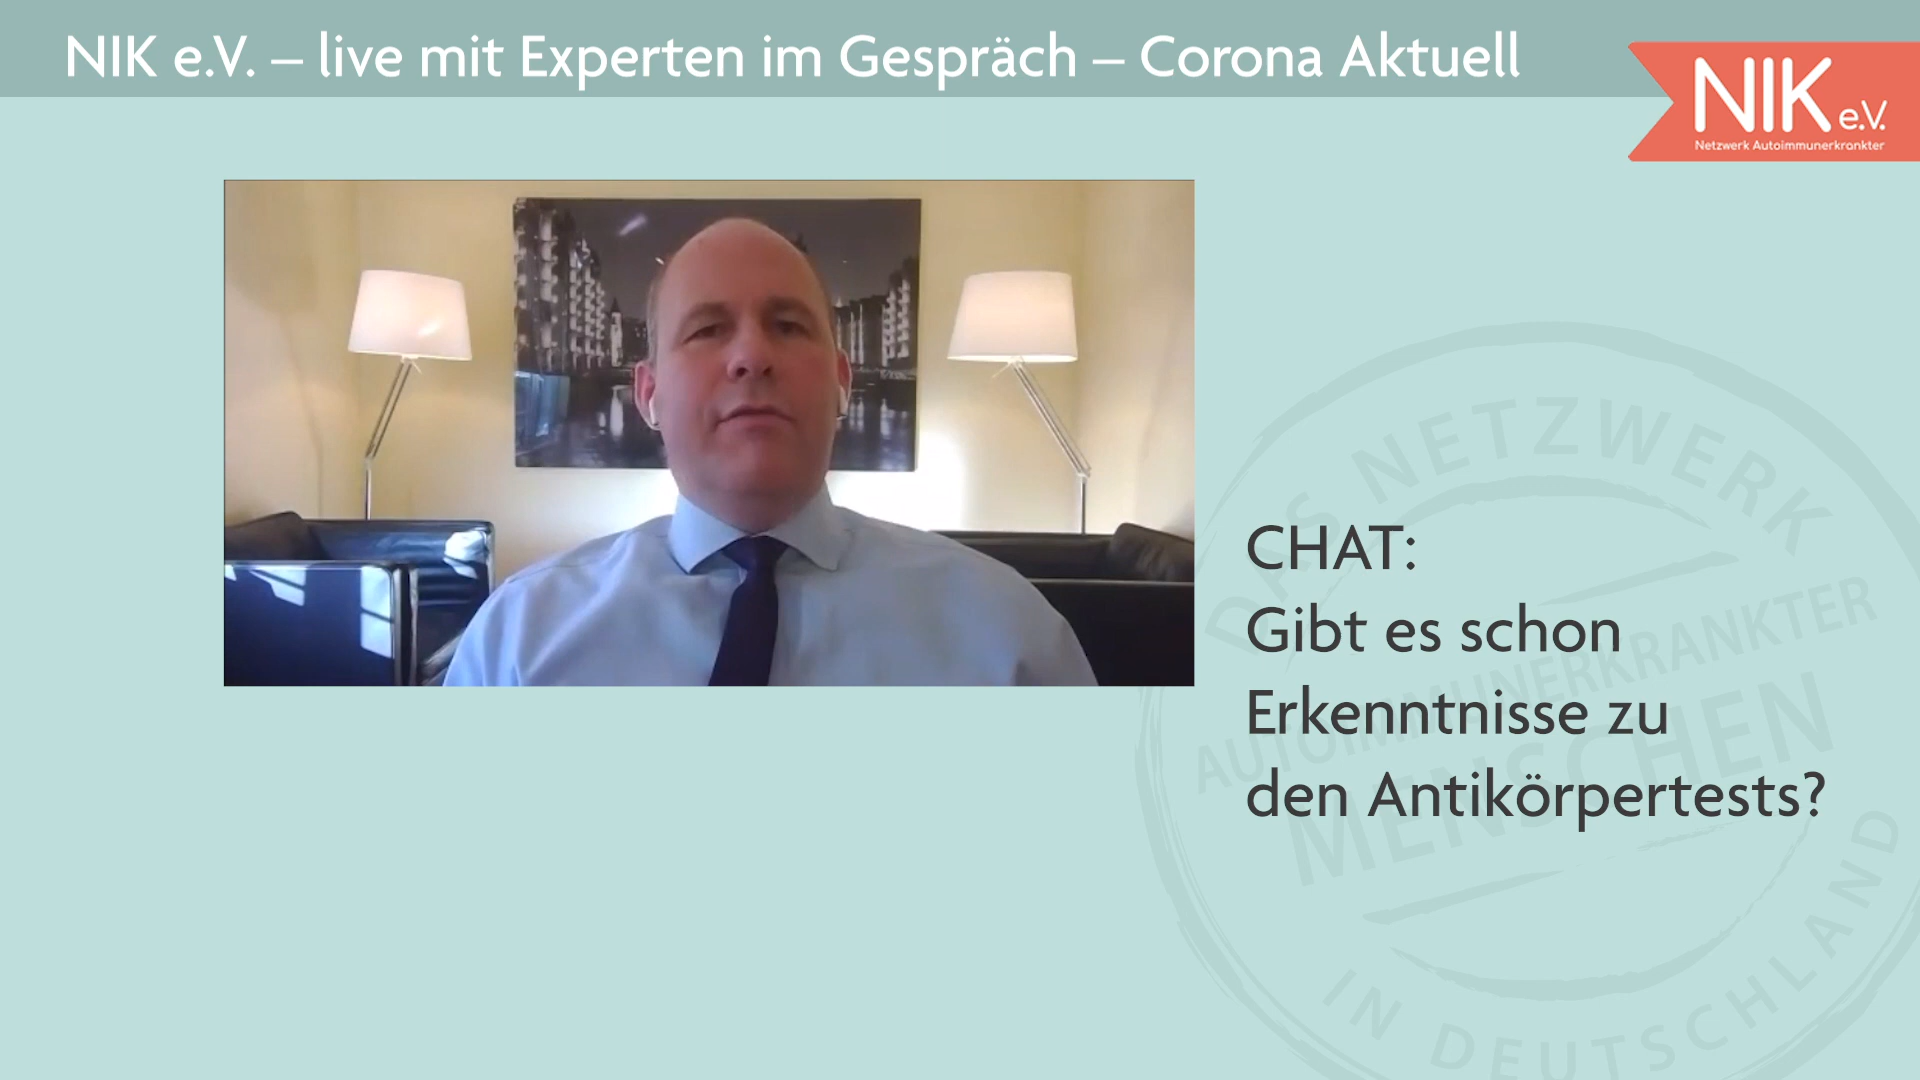 NIK e.V. – live mit Experten im Gespräch – Corona Aktuell
NIK e.V.
Netzwerk Autoimmunerkrankter
CHAT:
Gibt es schon
Erkenntnisse zu
den Antikörpertests?
DAS NETZWERK
AUTOIMMUNERKRANKTER
MENSCHEN
IN DEUTSCHLAND